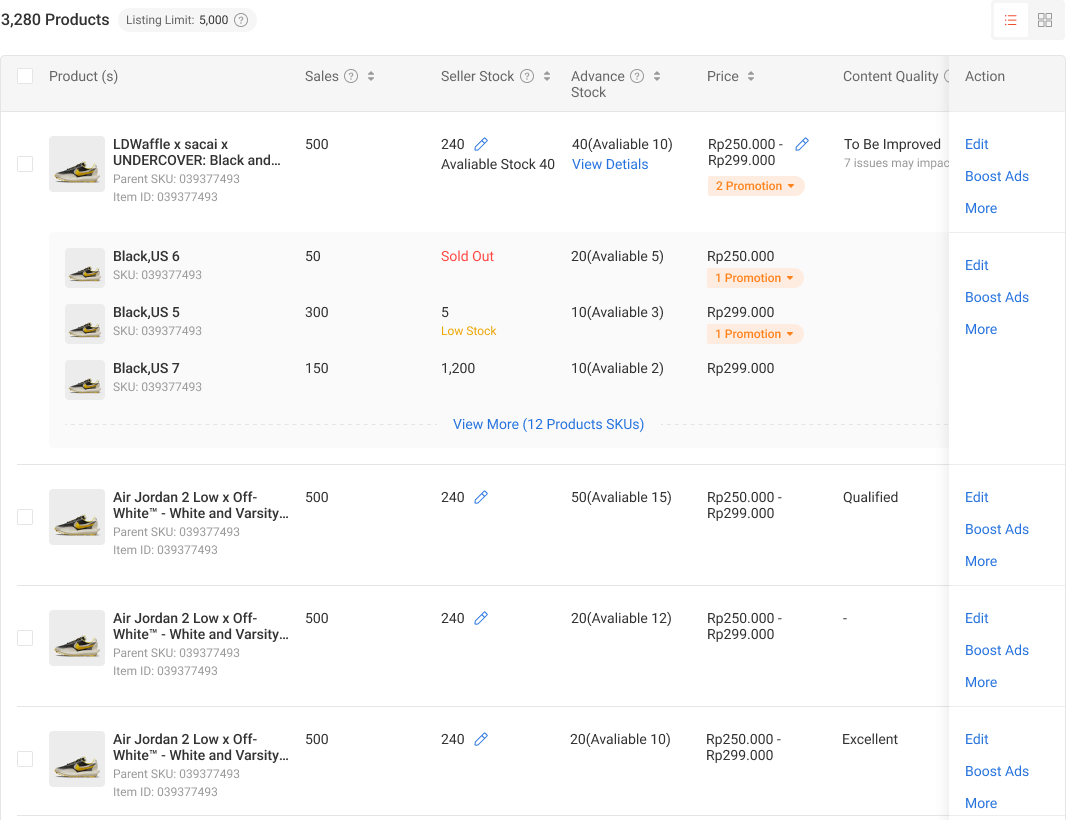 3,280 Products
Listing Limit: 5,000 ?
Product (s)
Sales ?
Seller Stock ?
Advance ?
Stock
Price
Content Quality
Action
LDWaffle x sacai x
UNDERCOVER: Black and...
Parent SKU: 039377493
Item ID: 039377493
500
240
Avaliable Stock 40
40(Avaliable 10)
View Detials
Rp250.000 -
Rp299.000
2 Promotion
To Be Improved
7 issues may impac
Edit
Boost Ads
More
Black,US 6
SKU: 039377493
50
Sold Out
20(Avaliable 5)
Rp250.000
1 Promotion
Edit
Boost Ads
More
Black,US 5
SKU: 039377493
300
5
Low Stock
10(Avaliable 3)
Rp299.000
1 Promotion
Black,US 7
SKU: 039377493
150
1,200
10(Avaliable 2)
Rp299.000
View More (12 Products SKUs)
Air Jordan 2 Low x Off-
White™ - White and Varsity...
Parent SKU: 039377493
Item ID: 039377493
500
240
50(Avaliable 15)
Rp250.000 -
Rp299.000
Qualified
Edit
Boost Ads
More
Air Jordan 2 Low x Off-
White™ - White and Varsity...
Parent SKU: 039377493
Item ID: 039377493
500
240
20(Avaliable 12)
Rp250.000 -
Rp299.000
-
Edit
Boost Ads
More
Air Jordan 2 Low x Off-
White™ - White and Varsity...
Parent SKU: 039377493
Item ID: 039377493
500
240
20(Avaliable 10)
Rp250.000 -
Rp299.000
Excellent
Edit
Boost Ads
More